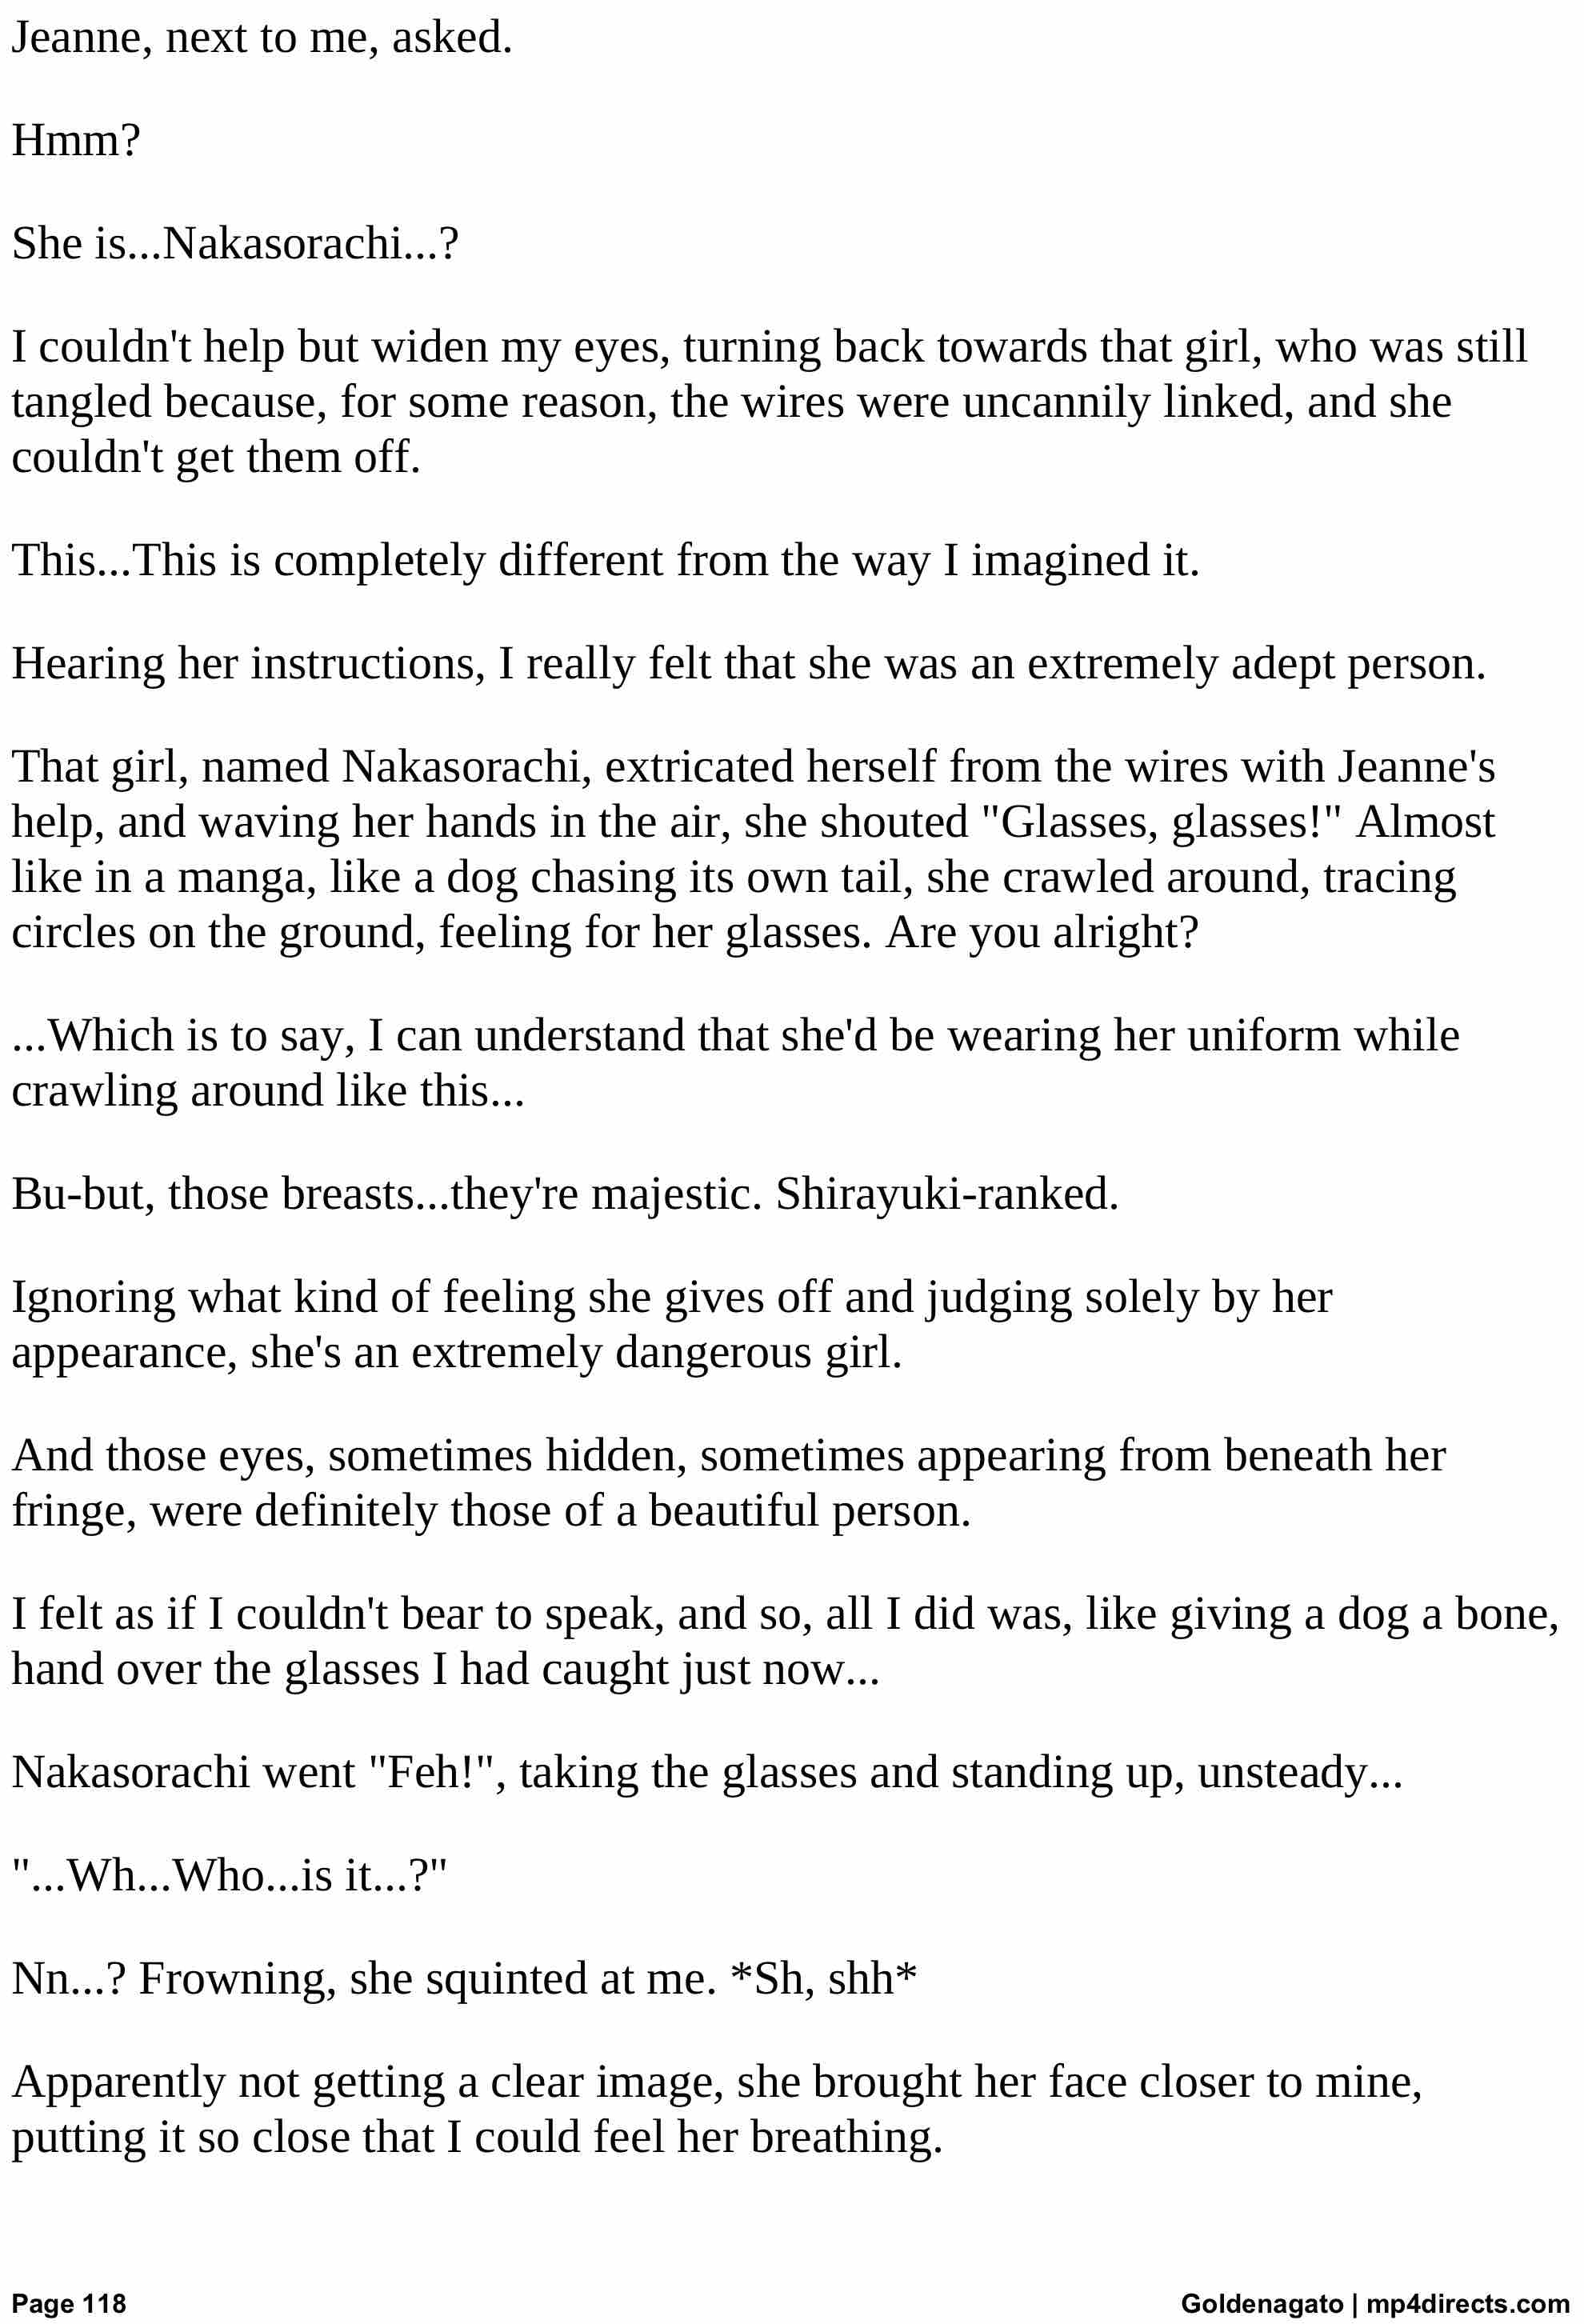 Jeanne, next to me, asked.
Hmm?
She is...Nakasorachi...?
I couldn't help but widen my eyes, turning back towards that girl, who was still
tangled because, for some reason, the wires were uncannily linked, and she
couldn't get them off.
This...This is completely different from the way I imagined it.
Hearing her instructions, I really felt that she was an extremely adept person.
That girl, named Nakasorachi, extricated herself from the wires with Jeanne's
help, and waving her hands in the air, she shouted "Glasses, glasses!" Almost
like in a manga, like a dog chasing its own tail, she crawled around, tracing
circles on the ground, feeling for her glasses. Are you alright?
...Which is to say, I can understand that she'd be wearing her uniform while
crawling around like this...
Bu-but, those breasts...they're majestic. Shirayuki-ranked.
Ignoring what kind of feeling she gives off and judging solely by her
appearance, she's an extremely dangerous girl.
And those eyes, sometimes hidden, sometimes appearing from beneath her
fringe, were definitely those of a beautiful person.
I felt as if I couldn't bear to speak, and so, all I did was, like giving a dog a bone,
hand over the glasses I had caught just now...
Nakasorachi went "Feh!", taking the glasses and standing up, unsteady...
"...Wh...Who...is it...?"
Nn...? Frowning, she squinted at me. *Sh, shh*
Apparently not getting a clear image, she brought her face closer to mine,
putting it so close that I could feel her breathing.
Page 118
Goldenagato | mp4directs.com